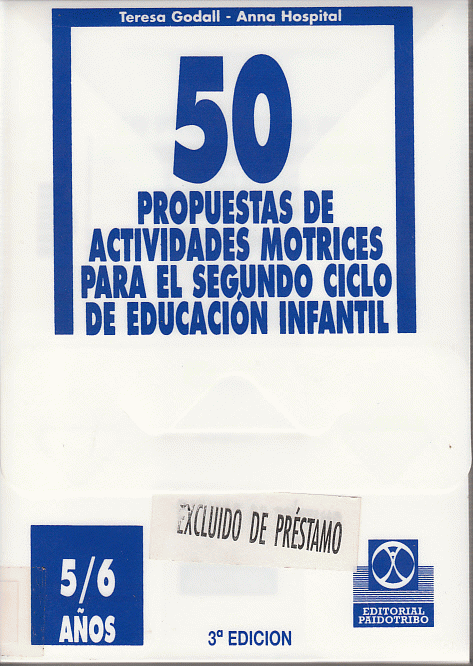 Teresa Godall - Anna Hospital
50
PROPUESTAS DE
ACTIVIDADES MOTRICES
PARA EL SEGUNDO CICLO
DE EDUCACIÓN INFANTIL
EXCLUIDO DE PRÉSTAMO
5/6
AÑOS
3ª EDICION
EDITORIAL
PAIDOTRIBO